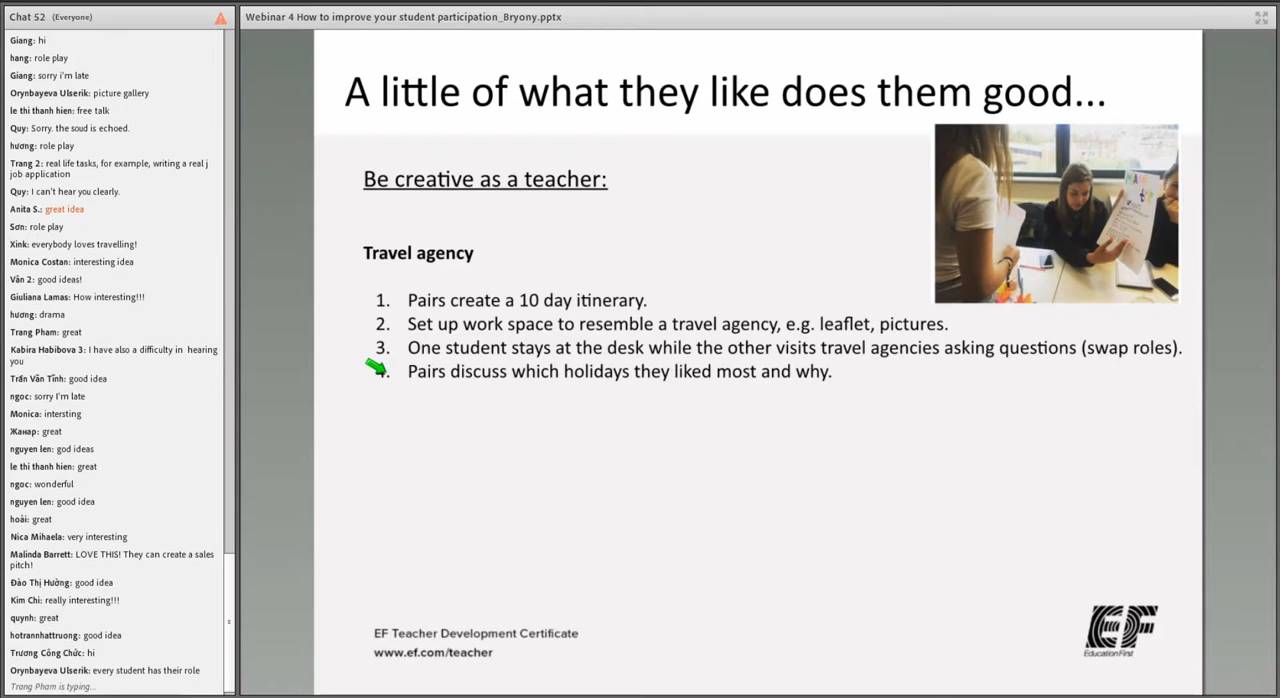 Chat 52 (Everyone)
Giang: hi
hang: role play
Giang: sorry i'm late
Orynbayeva Ulserik: picture gallery
le thi thanh hien: free talk
Quy: Sorry. the soud is echoed.
hương: role play
Trang 2: real life tasks, for example, writing a real j
job application
Quy: I can't hear you clearly.
Anita S.: great idea
Sơn: role play
Xink: everybody loves travelling!
Monica Costan: interesting idea
Vân 2: good ideas!
Giuliana Lamas: How interesting!!!
hương: drama
Trang Pham: great
Kabira Habibova 3: I have also a difficulty in hearing
you
Trần Văn Tĩnh: good idea
ngoc: sorry I'm late
Monica: intersting
Жанар: great
nguyen len: god ideas
le thi thanh hien: great
ngoc: wonderful
nguyen len: good idea
hoài: great
Nica Mihaela: very interesting
Malinda Barrett: LOVE THIS! They can create a sales
pitch!
Đào Thị Hường: good idea
Kim Chi: really interesting!!!
quynh: great
hotrannhattruong: good idea
Trương Công Chức: hi
Orynbayeva Ulserik: every student has their role
Trang Pham is typing...
Webinar 4 How to improve your student participation_Bryony.pptx
A little of what they like does them good...
Be creative as a teacher:
Travel agency
1. Pairs create a 10 day itinerary.
2. Set up work space to resemble a travel agency, e.g. leaflet, pictures.
3. One student stays at the desk while the other visits travel agencies asking questions (swap roles).
4. Pairs discuss which holidays they liked most and why.
EF Teacher Development Certificate
www.ef.com/teacher
EF
Education First